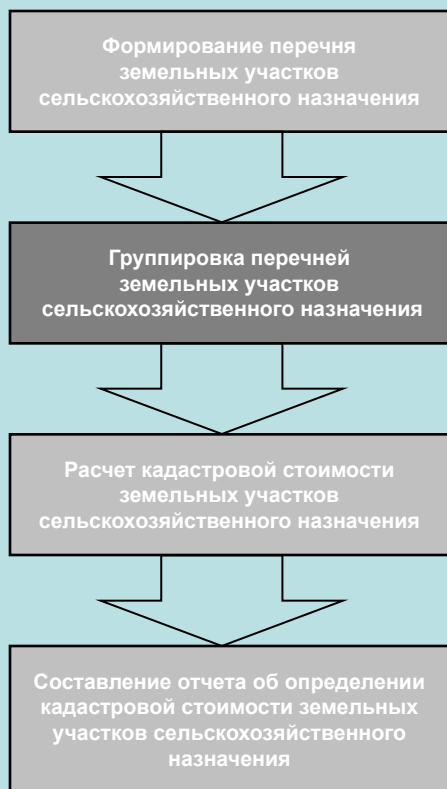 Формирование перечня
земельных участков
сельскохозяйственного назначения
Группировка перечней
земельных участков
сельскохозяйственного назначения
Расчет кадастровой стоимости
земельных участков
сельскохозяйственного назначения
Составление отчета об определении
кадастровой стоимости земельных
участков сельскохозяйственного
назначения